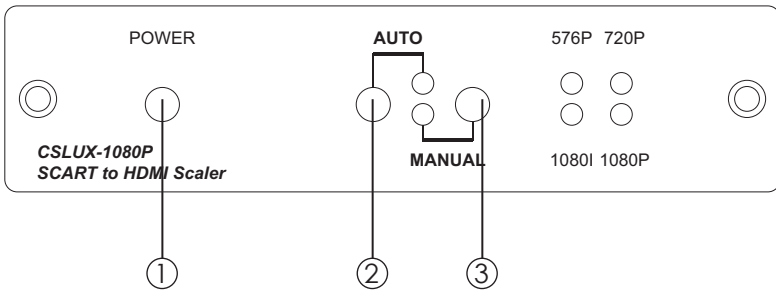 POWER
AUTO
576P 720P
CSLUX-1080P
SCART to HDMI Scaler
MANUAL
1080I 1080P
1
2
3